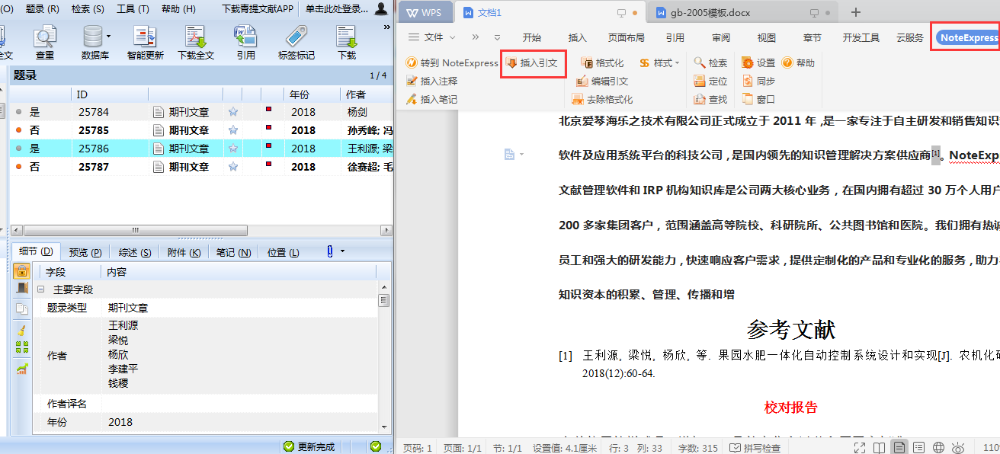 (O) 题录 (R) 检索 (S) 工具 (T) 帮助 (H) 下载青提文献APP 单击此处登录...
全文 查重 数据库 智能更新 下载全文 引用 标签标记 下载
题录 1 / 4
ID 年份 作者
是 25784 期刊文章 2018 杨剑
否 25785 期刊文章 2018 孙秀峰; 冯
是 25786 期刊文章 2018 王利源; 梁
否 25787 期刊文章 2018 徐赛超; 毛
细节 (D) 预览 (P) 综述 (S) 附件 (K) 笔记 (N) 位置 (L)
字段 内容
主要字段
题录类型 期刊文章
作者
王利源
梁悦
杨欣
李建平
钱稷
作者译名
年份 2018
更新完成
WPS 文档1 gb-2005模板.docx
文件 开始 插入 页面布局 引用 审阅 视图 章节 开发工具 云服务 NoteExpress
转到 NoteExpress 插入引文 格式化 样式 检索 设置 帮助
插入注释 编辑引文 定位 同步
插入笔记 去除格式化 查找 窗口
北京爱琴海乐之技术有限公司正式成立于 2011 年 ,是一家专注于自主研发和销售知识
软件及应用系统平台的科技公司 , 是国内领先的知识管理解决方案供应商[1]。NoteExp
文献管理软件和 IRP 机构知识库是公司两大核心业务 , 在国内拥有超过 30 万个人用户
200 多家集团客户 , 范围涵盖高等院校、科研院所、公共图书馆和医院。我们拥有热诚
员工和强大的研发能力 , 快速响应客户需求 , 提供定制化的产品和专业化的服务 , 助力
知识资本的积累、管理、传播和增
参考文献
[1] 王利源, 梁悦, 杨欣, 等. 果园水肥一体化自动控制系统设计和实现[J]. 农机化研
2018(12):60-64.
校对报告
页码: 1 页面: 1/1 节: 1/1 设置值: 4.1厘米 行: 3 列: 33 字数: 315 拼写检查 110